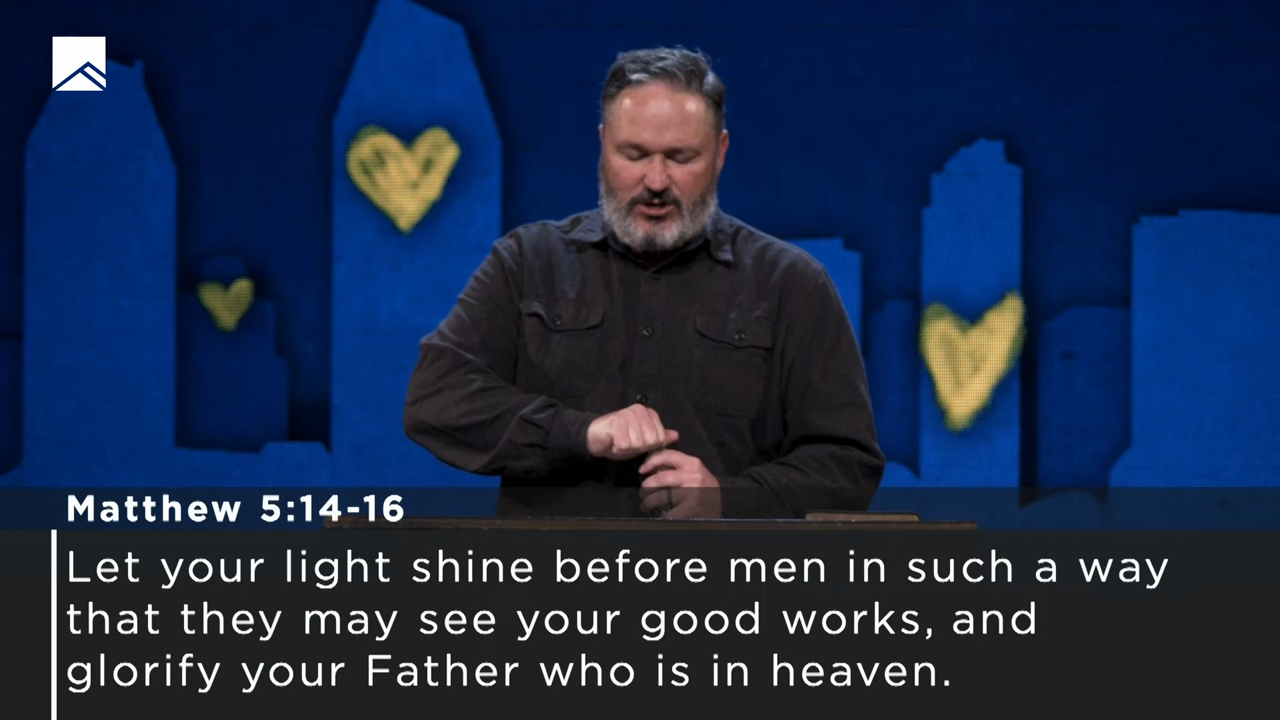 Matthew 5:14-16
Let your light shine before men in such a way
that they may see your good works, and
glorify your Father who is in heaven.